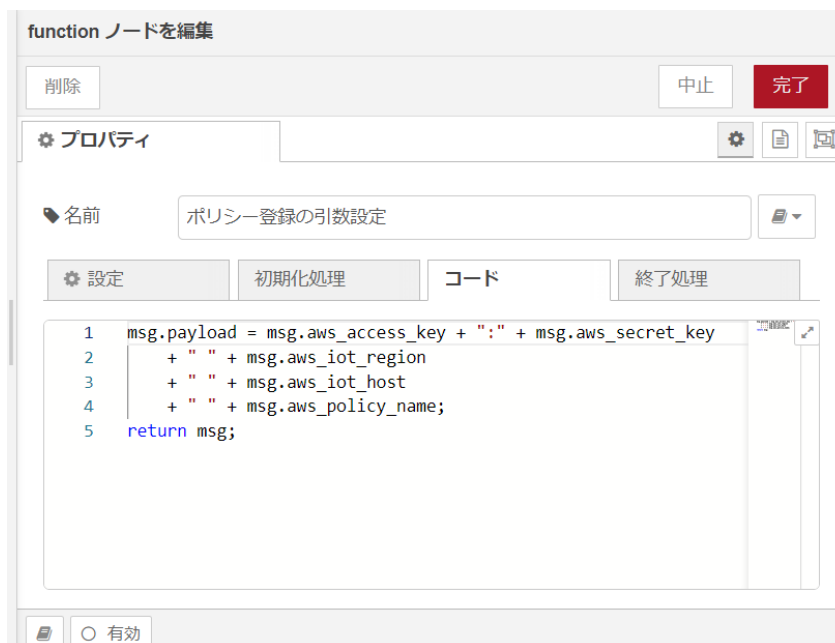 function ノードを編集
削除 中止 完了
プロパティ
名前 ポリシー登録の引数設定
設定 初期化処理 コード 終了処理
1 msg.payload = msg.aws_access_key + ":" + msg.aws_secret_key
2 + " " + msg.aws_iot_region
3 + " " + msg.aws_iot_host
4 + " " + msg.aws_policy_name;
5 return msg;
有効